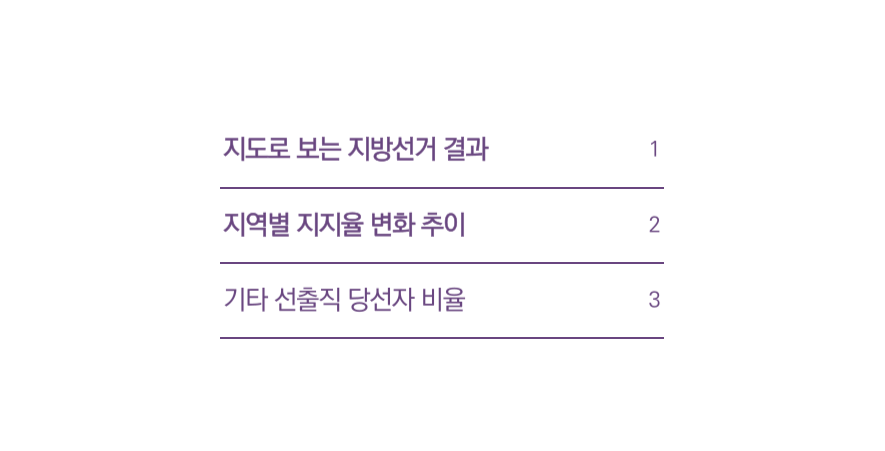 지도로 보는 지방선거 결과 1
지역별 지지율 변화 추이 2
기타 선출직 당선자 비율 3